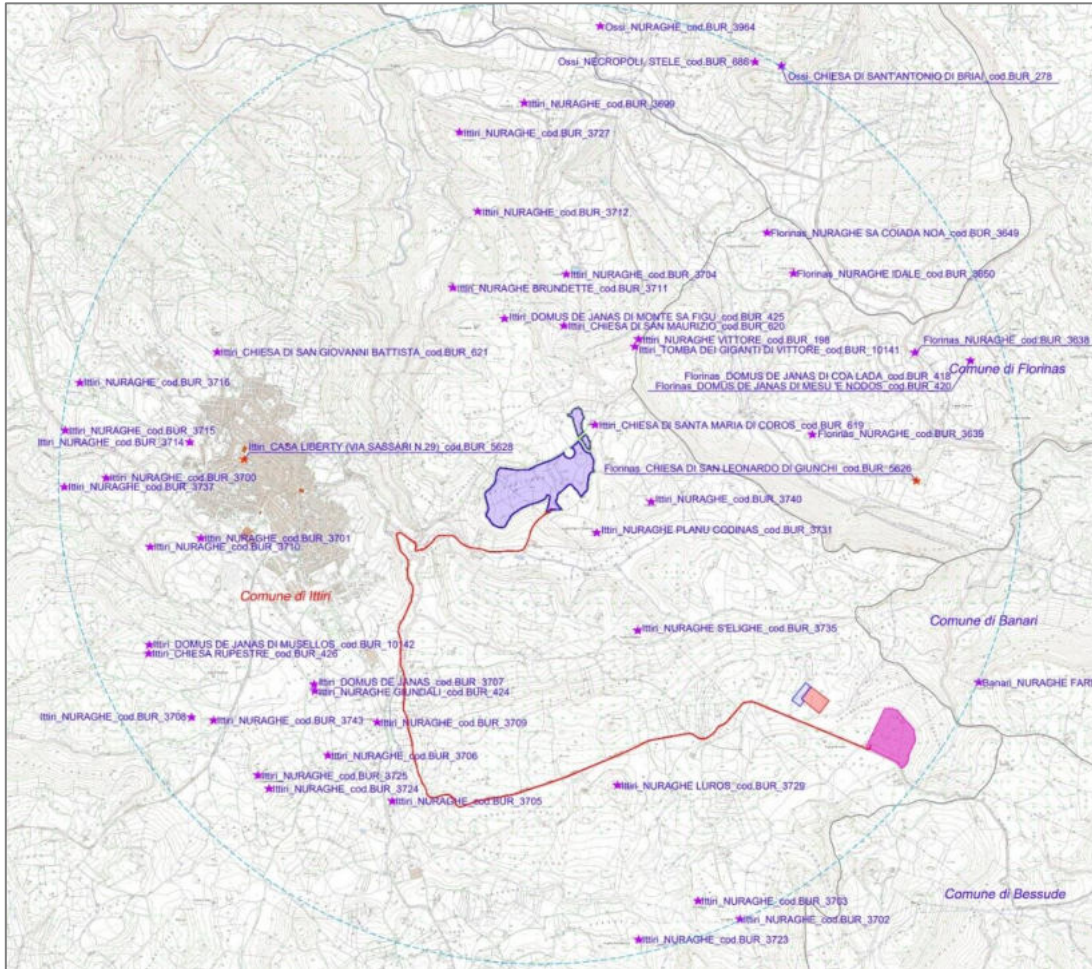 Ossi_NURAGHE_cod.BUR_3964
Ossi_NECROPOLI, STELE_cod.BUR_686
Ossi_CHIESA DI SANT'ANTONIO DI BRIAI_cod.BUR_278
Ittiri_NURAGHE_cod.BUR_3699
Ittiri_NURAGHE_cod.BUR_3727
Ittiri_NURAGHE_cod.BUR_3712
Florinas_NURAGHE SA COIADA NOA_cod.BUR_3649
Ittiri_NURAGHE_cod.BUR_3704
Florinas_NURAGHE IDALE_cod.BUR_3650
Ittiri_NURAGHE BRUNDETTE_cod.BUR_3711
Ittiri_DOMUS DE JANAS DI MONTE SA FIGU_cod.BUR_425
Ittiri_CHIESA DI SAN MAURIZIO_cod.BUR_620
Ittiri_NURAGHE VITTORE_cod.BUR_198
Florinas_NURAGHE_cod.BUR_3638
Ittiri_TOMBA DEI GIGANTI DI VITTORE_cod.BUR_10141
Ittiri_CHIESA DI SAN GIOVANNI BATTISTA_cod.BUR_621
Comune di Florinas
Florinas_DOMUS DE JANAS DI COA LADA_cod.BUR_418
Ittiri_NURAGHE_cod.BUR_3716
Florinas_DOMUS DE JANAS DI MESU 'E NODOS_cod.BUR_420
Ittiri_CHIESA DI SANTA MARIA DI COROS_cod.BUR_619
Ittiri_NURAGHE_cod.BUR_3715
Florinas_NURAGHE_cod.BUR_3639
Ittiri_NURAGHE_cod.BUR_3714
Ittiri_CASA LIBERTY (VIA SASSARI N.29)_cod.BUR_5628
Florinas_CHIESA DI SAN LEONARDO DI GIUNCHI_cod.BUR_5626
Ittiri_NURAGHE_cod.BUR_3700
Ittiri_NURAGHE_cod.BUR_3737
Ittiri_NURAGHE_cod.BUR_3740
Ittiri_NURAGHE PLANU CODINAS_cod.BUR_3731
Ittiri_NURAGHE_cod.BUR_3701
Ittiri_NURAGHE_cod.BUR_3710
Comune di Ittiri
Comune di Banari
Ittiri_NURAGHE S'ELIGHE_cod.BUR_3735
Ittiri_DOMUS DE JANAS DI MUSELLOS_cod.BUR_10142
Ittiri_CHIESA RUPESTRE_cod.BUR_426
Ittiri_DOMUS DE JANAS_cod.BUR_3707
Banari_NURAGHE FARI
Ittiri_NURAGHE GIUNDALI_cod.BUR_424
Ittiri_NURAGHE_cod.BUR_3708
Ittiri_NURAGHE_cod.BUR_3743
Ittiri_NURAGHE_cod.BUR_3709
Ittiri_NURAGHE_cod.BUR_3706
Ittiri_NURAGHE_cod.BUR_3725
Ittiri_NURAGHE_cod.BUR_3724
Ittiri_NURAGHE LUROS_cod.BUR_3729
Ittiri_NURAGHE_cod.BUR_3705
Comune di Bessude
Ittiri_NURAGHE_cod.BUR_3703
Ittiri_NURAGHE_cod.BUR_3702
Ittiri_NURAGHE_cod.BUR_3723